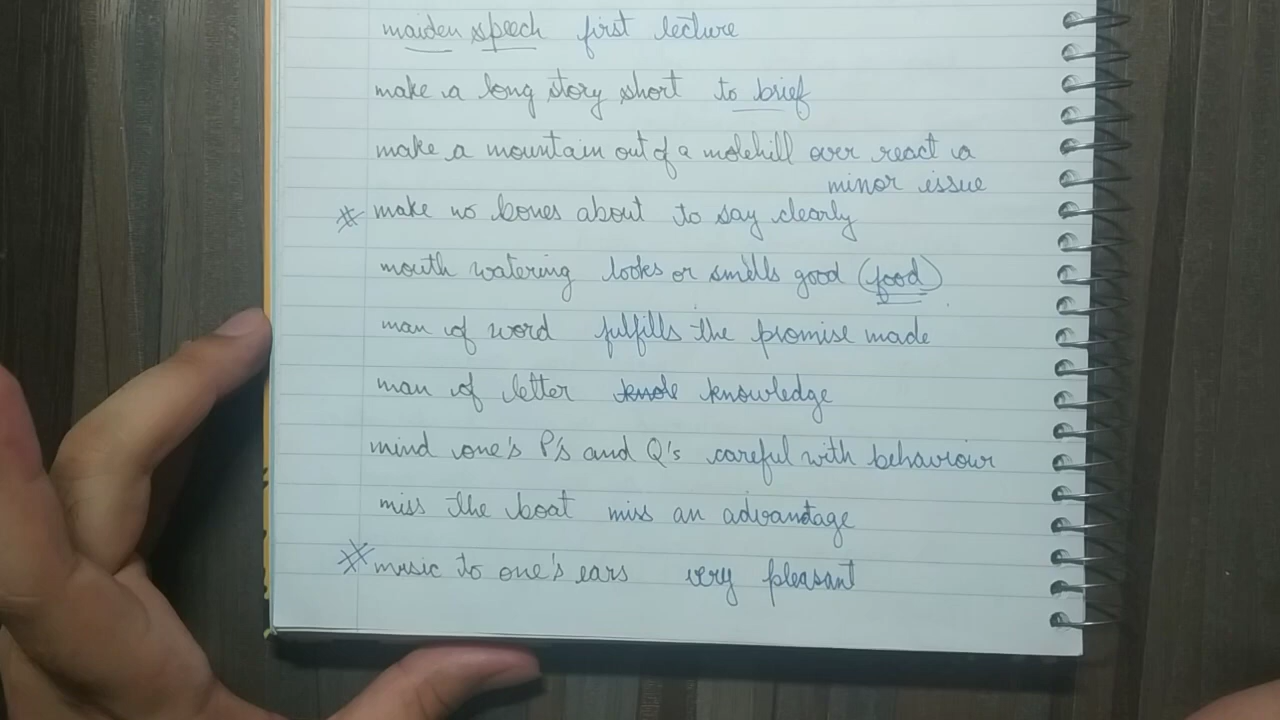 maiden speech first lecture
make a long story short to brief
make a mountain out of a molehill over react a
minor issue
# make no bones about to say clearly
mouth watering looks or smells good (food)
man of word fulfills the promise made
man of letter knowledge
mind one's P's and Q's careful with behaviour
miss the boat miss an advantage
# music to one's ears very pleasant